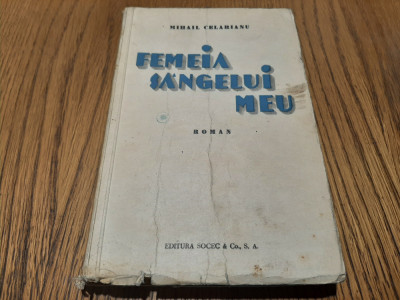 MIHAIL CELARIANU
FEMEIA
SÂNGELUI
MEU
ROMAN
EDITURA SOCEC & Co., S. A.